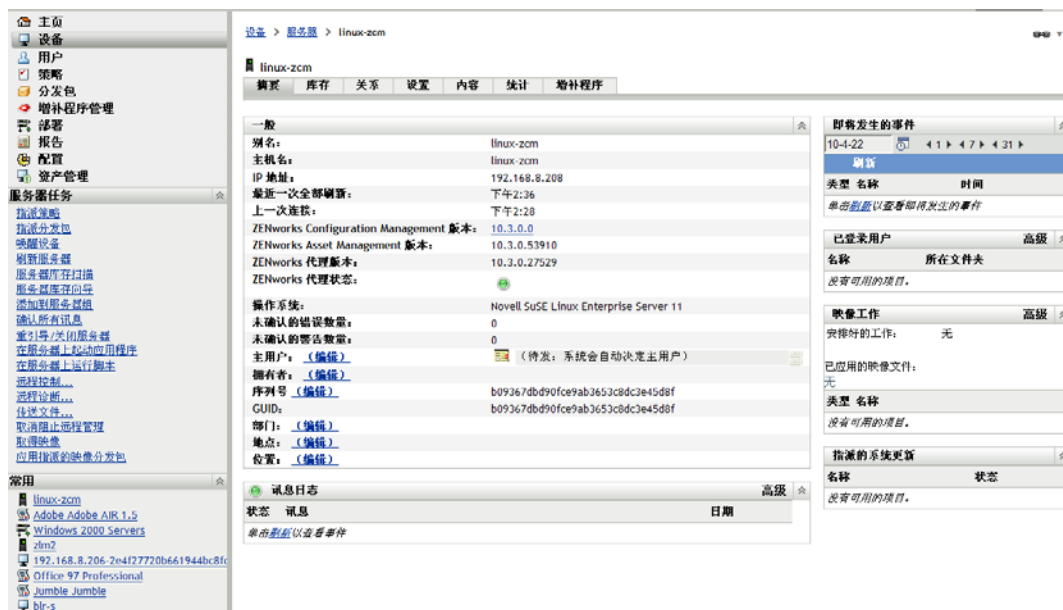 主页
设备
用户
策略
分发包
增补程序管理
部署
报告
配置
资产管理
服务器任务
指派策略
指派分发包
唤醒设备
刷新服务器
服务器库存扫描
服务器库存向导
添加到服务器组
确认所有讯息
重引导/关闭服务器
在服务器上起动应用程序
在服务器上运行脚本
远程控制...
远程诊断...
传送文件...
取消阻止远程管理
取得映像
应用指派的映像分发包
常用
linux-zcm
Adobe Adobe AIR 1.5
Windows 2000 Servers
zlm2
192.168.8.206-2e4f27720b661944bc8fc
Office 97 Professional
Jumble Jumble
blr-s
设备 > 服务器 > linux-zcm
linux-zcm
摘要 库存 关系 设置 内容 统计 增补程序
一般
别名： linux-zcm
主机名： linux-zcm
IP 地址： 192.168.8.208
最近一次全部刷新： 下午2:36
上一次连接： 下午2:28
ZENworks Configuration Management 版本： 10.3.0.0
ZENworks Asset Management 版本： 10.3.0.53910
ZENworks 代理版本： 10.3.0.27529
ZENworks 代理状态：
操作系统： Novell SuSE Linux Enterprise Server 11
未确认的错误数量： 0
未确认的警告数量： 0
主用户： （编辑） （待发：系统会自动决定主用户）
拥有者： （编辑）
序列号 （编辑） b09367dbd90fce9ab3653c8dc3e45d8f
GUID: b09367dbd90fce9ab3653c8dc3e45d8f
部门： （编辑）
地点： （编辑）
位置： （编辑）
讯息日志 高级
状态 讯息 日期
单击刷新以查看事件
即将发生的事件
10-4-22 1 7 31
刷新
类型 名称 时间
单击刷新以查看即将发生的事件
已登录用户 高级
名称 所在文件夹
没有可用的项目。
映像工作 高级
安排好的工作： 无
已应用的映像文件：
无
类型 名称
没有可用的项目。
指派的系统更新
名称 状态
没有可用的项目。